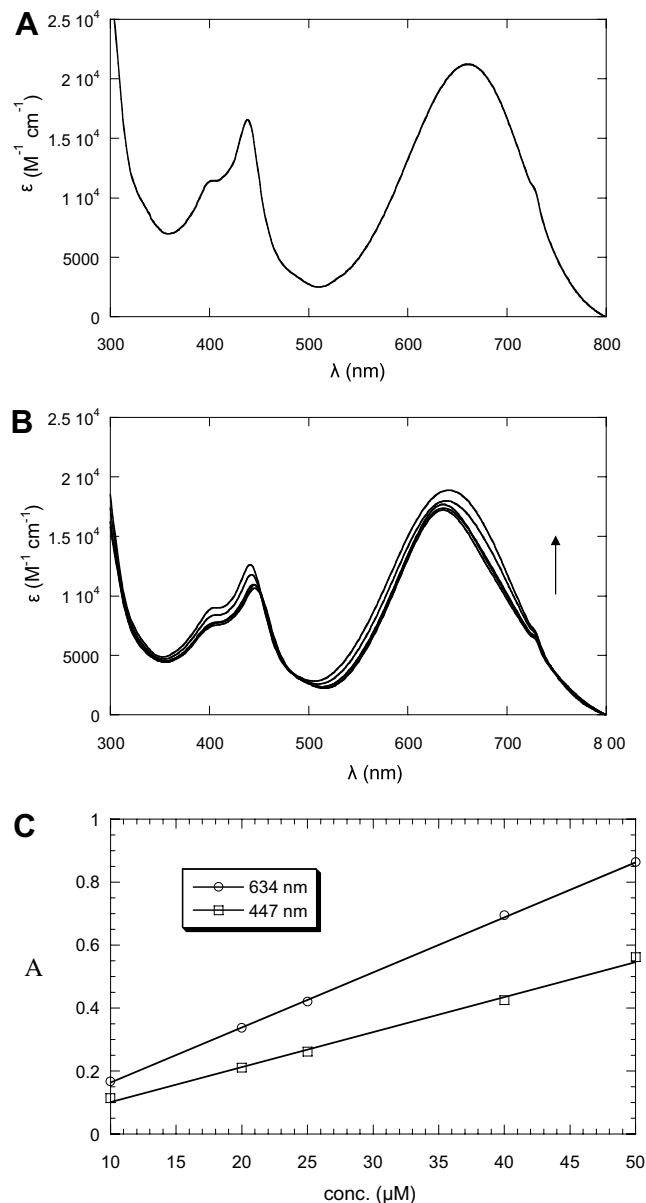 A
2.5 10⁴
2 10⁴
1.5 10⁴
1 10⁴
5000
0
ε (M⁻¹ cm⁻¹)
300 400 500 600 700 800
λ (nm)
B
2.5 10⁴
2 10⁴
1.5 10⁴
1 10⁴
5000
0
ε (M⁻¹ cm⁻¹)
300 400 500 600 700 8 00
λ (nm)
C
1
0.8
0.6
0.4
0.2
0
A
634 nm
447 nm
10 15 20 25 30 35 40 45 50
conc. (µM)